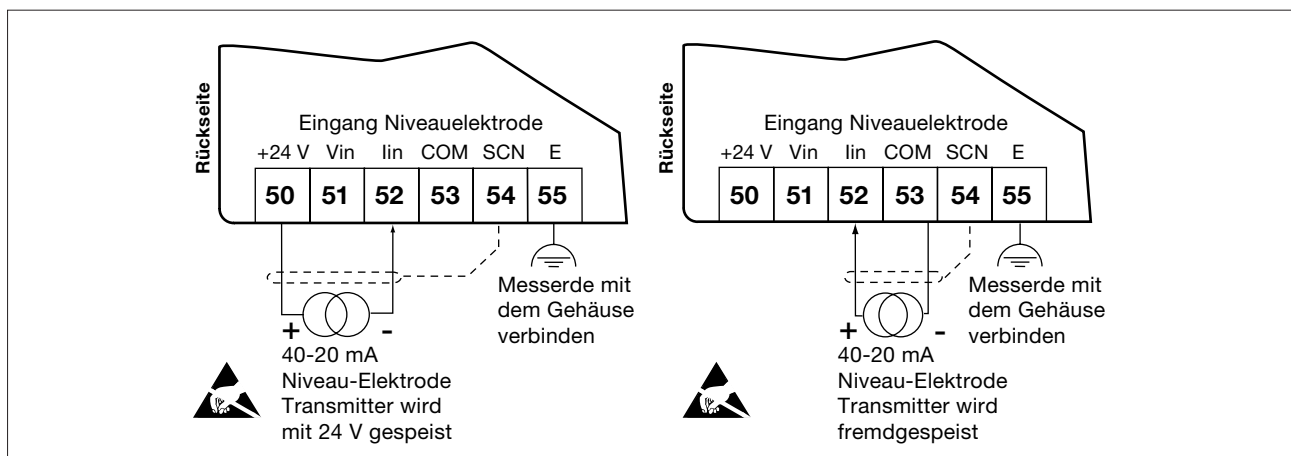 Rückseite
Eingang Niveauelektrode
+24 V Vin Iin COM SCN E
50 51 52 53 54 55
Messerde mit
dem Gehäuse
verbinden
+ -
40-20 mA
Niveau-Elektrode
Transmitter wird
mit 24 V gespeist
Rückseite
Eingang Niveauelektrode
+24 V Vin Iin COM SCN E
50 51 52 53 54 55
Messerde mit
dem Gehäuse
verbinden
+ -
40-20 mA
Niveau-Elektrode
Transmitter wird
fremdgespeist